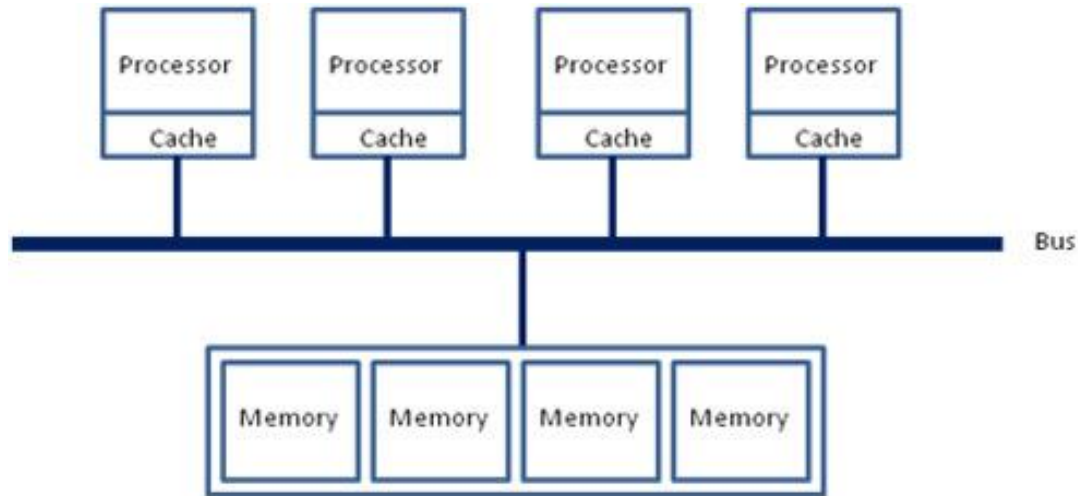 Processor Processor Processor Processor
Cache Cache Cache Cache
Bus
Memory Memory Memory Memory